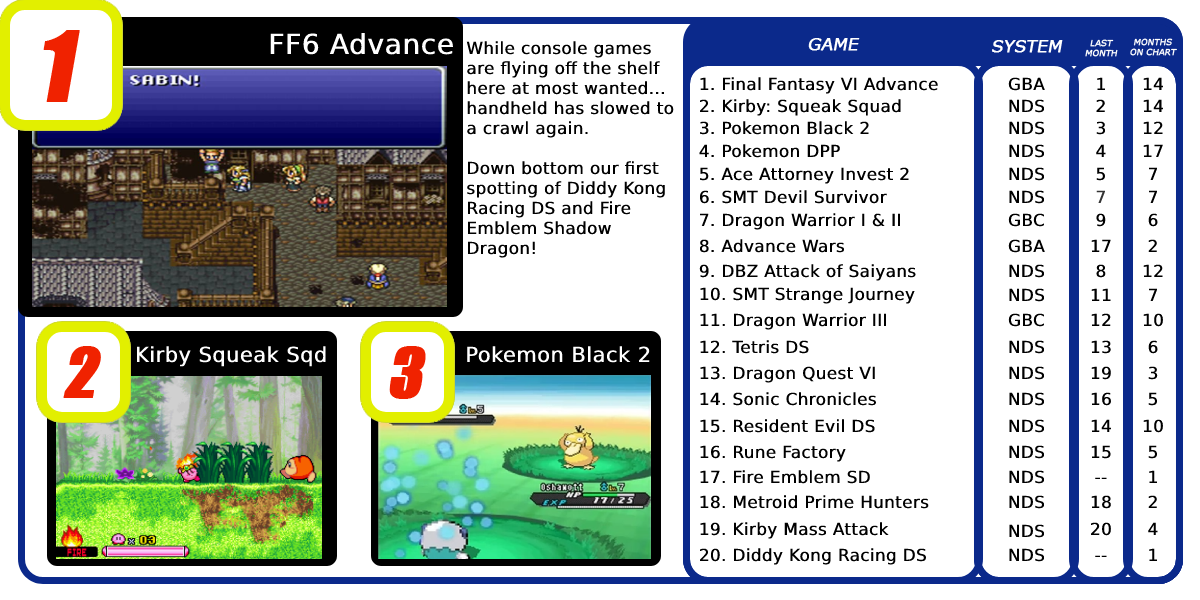 1
FF6 Advance
SABIN!
While console games
are flying off the shelf
here at most wanted...
handheld has slowed to
a crawl again.
Down bottom our first
spotting of Diddy Kong
Racing DS and Fire
Emblem Shadow
Dragon!
2
Kirby Squeak Sqd
x 03
FIRE
3
Pokemon Black 2
Lv.5
Oshawott Lv.7
HP 17/25
EXP
GAME SYSTEM LAST MONTH MONTHS ON CHART
1. Final Fantasy VI Advance GBA 1 14
2. Kirby: Squeak Squad NDS 2 14
3. Pokemon Black 2 NDS 3 12
4. Pokemon DPP NDS 4 17
5. Ace Attorney Invest 2 NDS 5 7
6. SMT Devil Survivor NDS 7 7
7. Dragon Warrior I & II GBC 9 6
8. Advance Wars GBA 17 2
9. DBZ Attack of Saiyans NDS 8 12
10. SMT Strange Journey NDS 11 7
11. Dragon Warrior III GBC 12 10
12. Tetris DS NDS 13 6
13. Dragon Quest VI NDS 19 3
14. Sonic Chronicles NDS 16 5
15. Resident Evil DS NDS 14 10
16. Rune Factory NDS 15 5
17. Fire Emblem SD NDS -- 1
18. Metroid Prime Hunters NDS 18 2
19. Kirby Mass Attack NDS 20 4
20. Diddy Kong Racing DS NDS -- 1